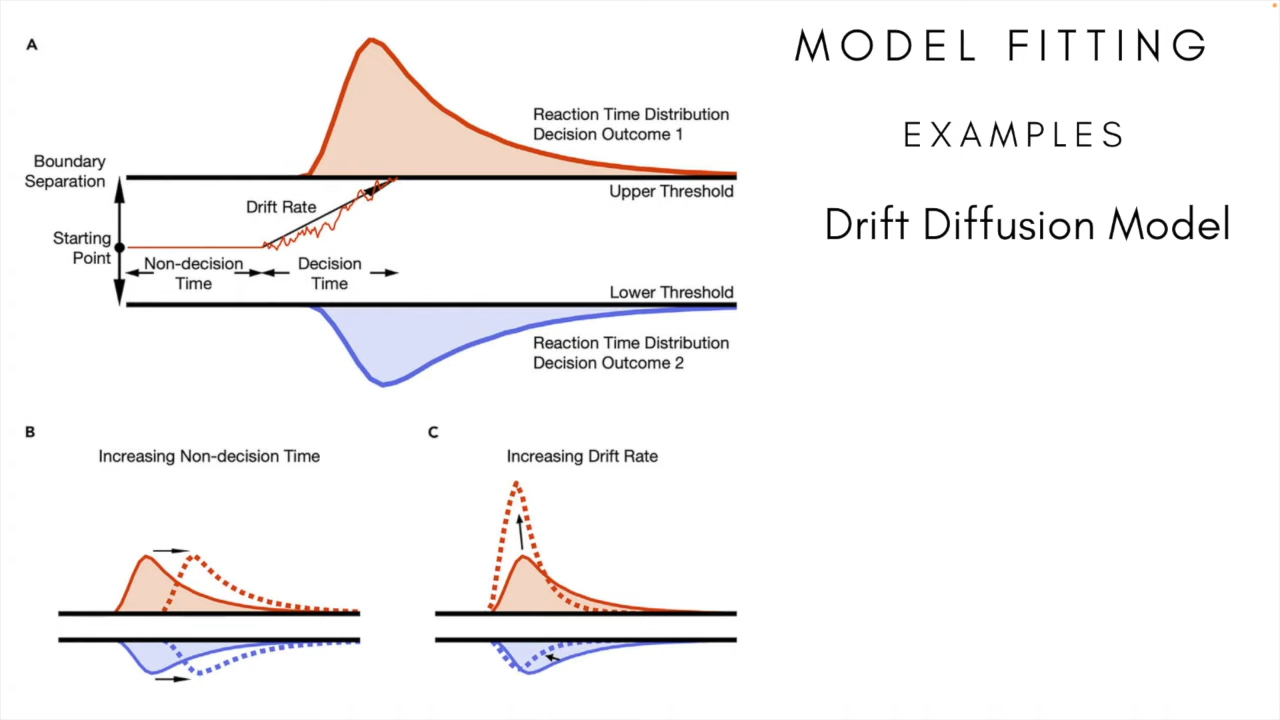 A
MODEL FITTING
EXAMPLES
Drift Diffusion Model
Reaction Time Distribution
Decision Outcome 1
Boundary
Separation
Upper Threshold
Drift Rate
Starting
Point
Non-decision
Time
Decision
Time
Lower Threshold
Reaction Time Distribution
Decision Outcome 2
B
Increasing Non-decision Time
C
Increasing Drift Rate